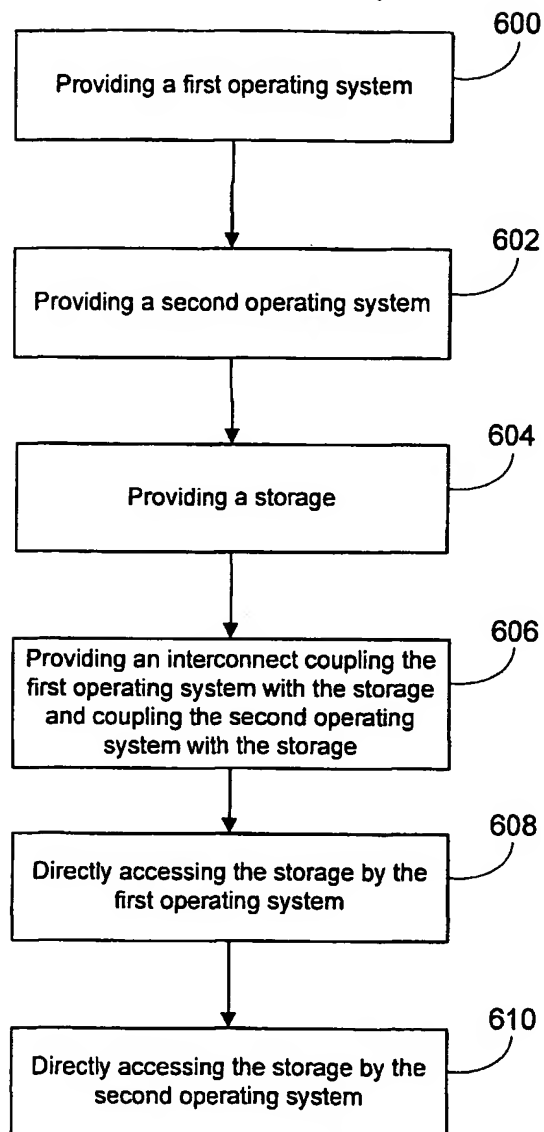 600
Providing a first operating system
602
Providing a second operating system
604
Providing a storage
606
Providing an interconnect coupling the
first operating system with the storage
and coupling the second operating
system with the storage
608
Directly accessing the storage by the
first operating system
610
Directly accessing the storage by the
second operating system